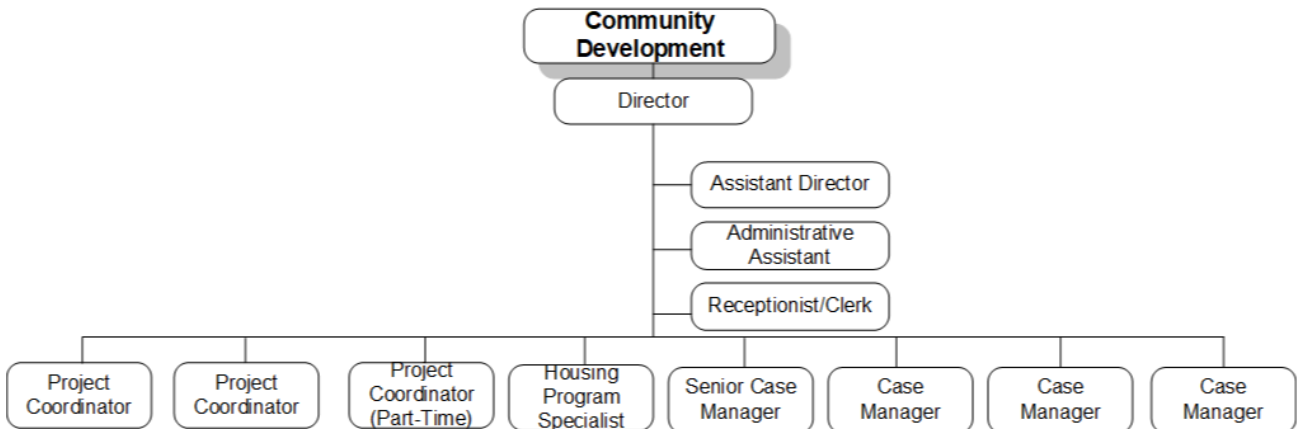 Community
Development
Director
Assistant Director
Administrative
Assistant
Receptionist/Clerk
Project
Coordinator
Project
Coordinator
Project
Coordinator
(Part-Time)
Housing
Program
Specialist
Senior Case
Manager
Case
Manager
Case
Manager
Case
Manager